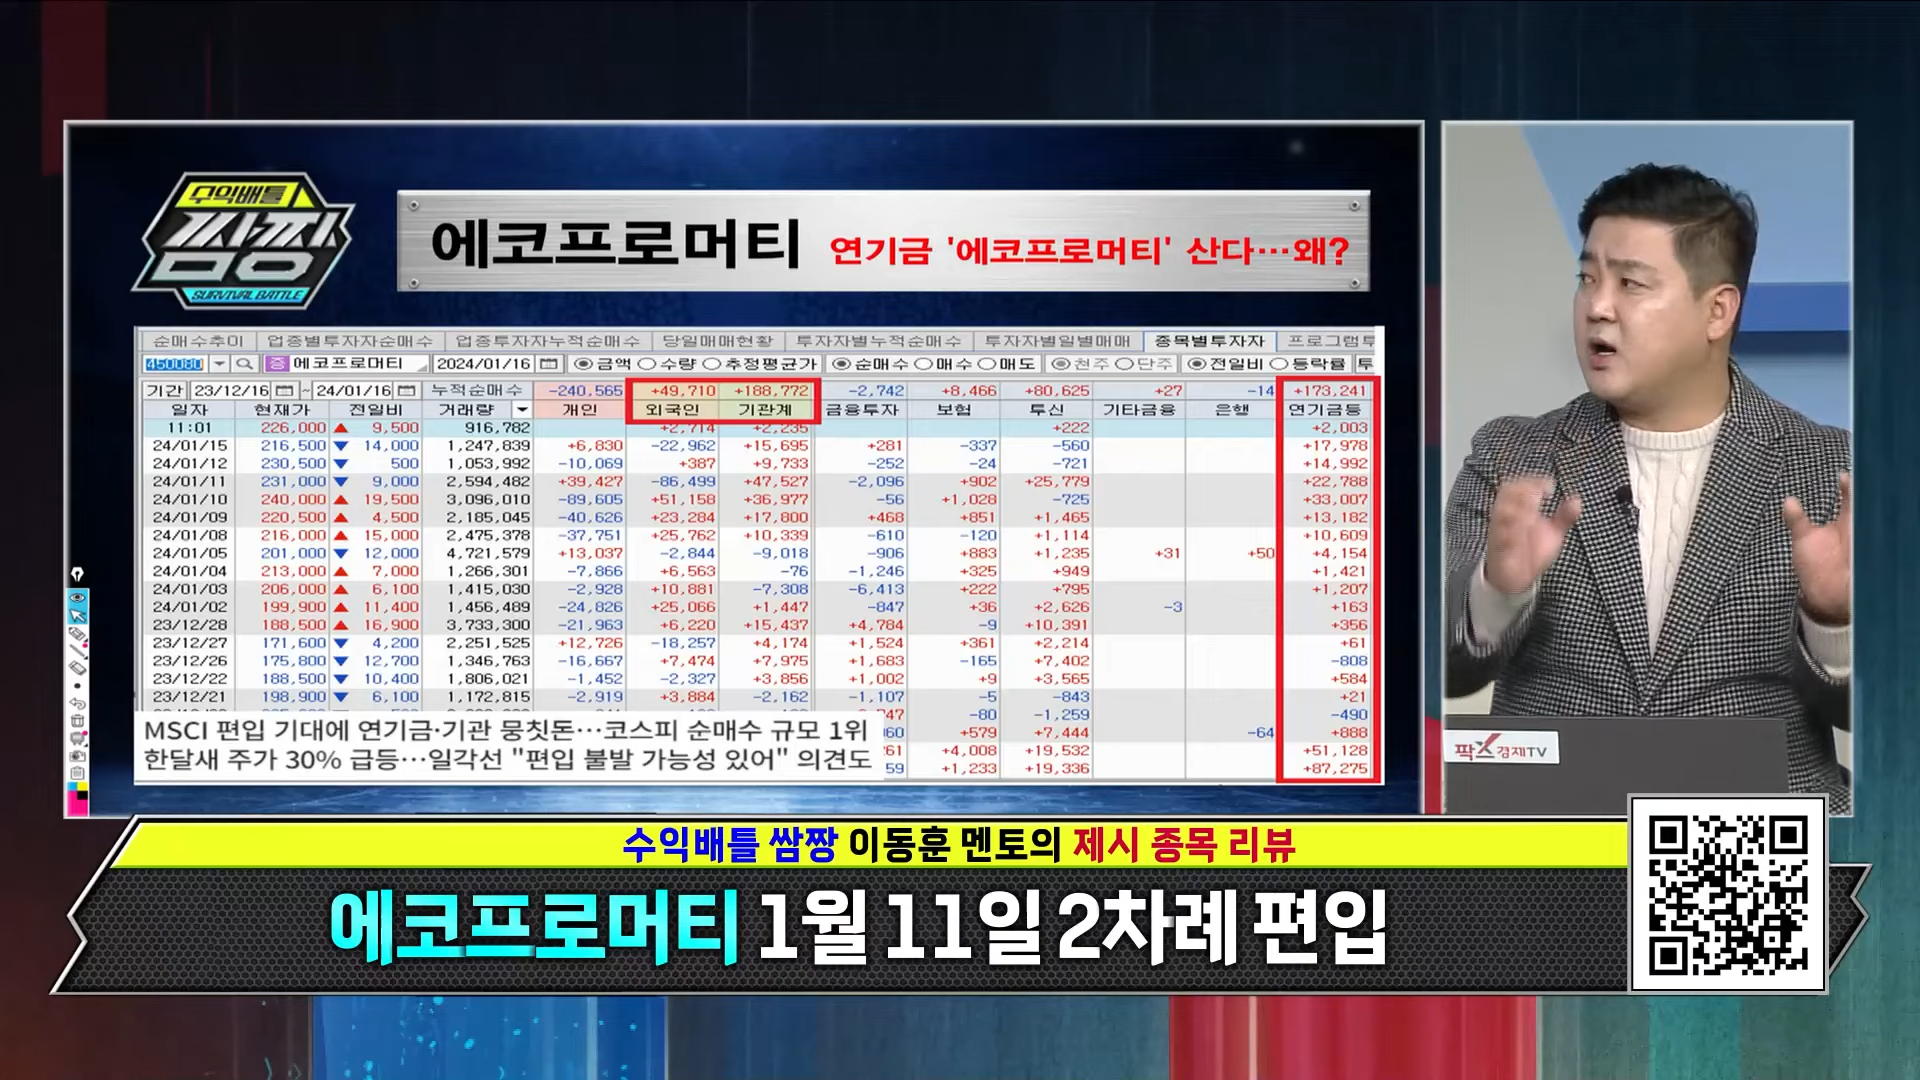 수익배틀
쌈짱
SURVIVAL BATTLE
에코프로머티 연기금 '에코프로머티' 산다…왜?
순매수추이 업종별투자자순매수 업종투자자누적순매수 당일매매현황 투자자별누적순매수 투자자별일별매매 종목별투자자 프로그램투
450080 증 에코프로머티 2024/01/16 금액 수량 추정평균가 순매수 매수 매도 천주 단주 전일비 등락률 투
기간 23/12/16 ~ 24/01/16 누적순매수 -240,565 +49,710 +188,772 -2,742 +8,466 +80,625 +27 -14 +173,241
일자 현재가 전일비 거래량 개인 외국인 기관계 금융투자 보험 투신 기타금융 은행 연기금등
11:01 226,000 ▲ 9,500 916,782 +2,714 +2,235 +222 +2,003
24/01/15 216,500 ▼ 14,000 1,247,839 +6,830 -22,962 +15,695 +281 -337 -560 +17,978
24/01/12 230,500 ▼ 500 1,053,992 -10,069 +387 +9,733 -252 -24 -721 +14,992
24/01/11 231,000 ▼ 9,000 2,594,482 +39,427 -86,499 +47,527 -2,096 +902 +25,779 +22,788
24/01/10 240,000 ▲ 19,500 3,096,010 -89,605 +51,158 +36,977 -56 +1,028 -725 +33,007
24/01/09 220,500 ▲ 4,500 2,185,045 -40,626 +23,284 +17,800 +468 +851 +1,465 +13,182
24/01/08 216,000 ▲ 15,000 2,475,378 -37,751 +25,762 +10,339 -610 -120 +1,114 +10,609
24/01/05 201,000 ▼ 12,000 4,721,579 +13,037 -2,844 -9,018 -906 +883 +1,235 +31 +50 +4,154
24/01/04 213,000 ▲ 7,000 1,266,301 -7,866 +6,563 -76 -1,246 +325 +949 +1,421
24/01/03 206,000 ▲ 6,100 1,415,030 -2,928 +10,881 -7,308 -6,413 +222 +795 +1,207
24/01/02 199,900 ▲ 11,400 1,456,489 -24,826 +25,066 +1,447 -847 +36 +2,626 -3 +163
23/12/28 188,500 ▲ 16,900 3,733,300 -21,963 +6,220 +15,437 +4,784 -9 +10,391 +356
23/12/27 171,600 ▼ 4,200 2,251,525 +12,726 -18,257 +4,174 +1,524 +361 +2,214 +61
23/12/26 175,800 ▼ 12,700 1,346,763 -16,667 +7,474 +7,975 +1,683 -165 +7,402 -808
23/12/22 188,500 ▼ 10,400 1,806,021 -1,452 -2,327 +3,856 +1,002 +9 +3,565 +584
23/12/21 198,900 ▼ 6,100 1,172,815 -2,919 +3,884 -2,162 -1,107 -5 -843 +21
-80 -1,259 -490
+579 +7,444 -64 +888
+4,008 +19,532 +51,128
+1,233 +19,336 +87,275
MSCI 편입 기대에 연기금·기관 뭉칫돈…코스피 순매수 규모 1위
한달새 주가 30% 급등…일각선 "편입 불발 가능성 있어" 의견도
팍스경제TV
수익배틀 쌈짱 이동훈 멘토의 제시 종목 리뷰
에코프로머티 1월 11일 2차례 편입